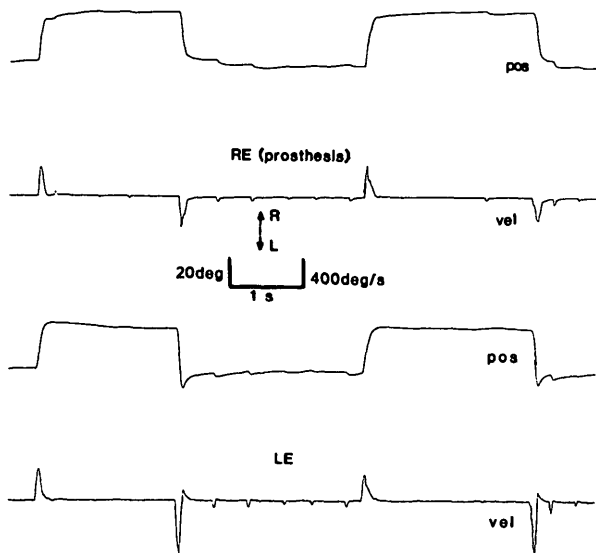 pos
RE (prosthesis)
vel
R
L
20deg
400deg/s
1 s
pos
LE
vel